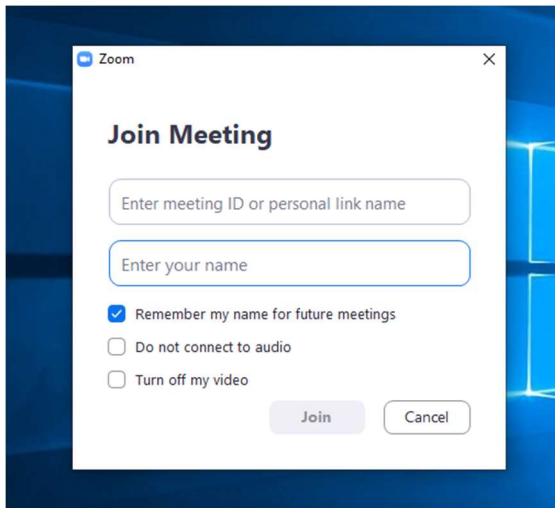 Zoom
Join Meeting
Enter meeting ID or personal link name
Enter your name
Remember my name for future meetings
Do not connect to audio
Turn off my video
Join Cancel